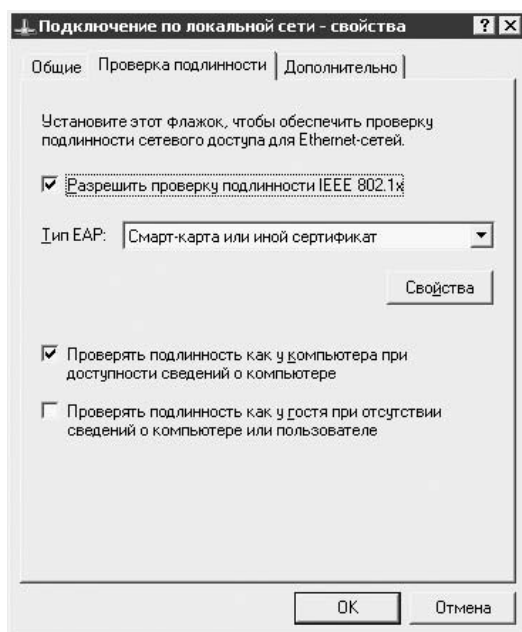 Подключение по локальной сети - свойства
Общие Проверка подлинности Дополнительно
Установите этот флажок, чтобы обеспечить проверку
подлинности сетевого доступа для Ethernet-сетей.
Разрешить проверку подлинности IEEE 802.1x
Тип EAP: Смарт-карта или иной сертификат
Свойства
Проверять подлинность как у компьютера при
доступности сведений о компьютере
Проверять подлинность как у гостя при отсутствии
сведений о компьютере или пользователе
OK Отмена